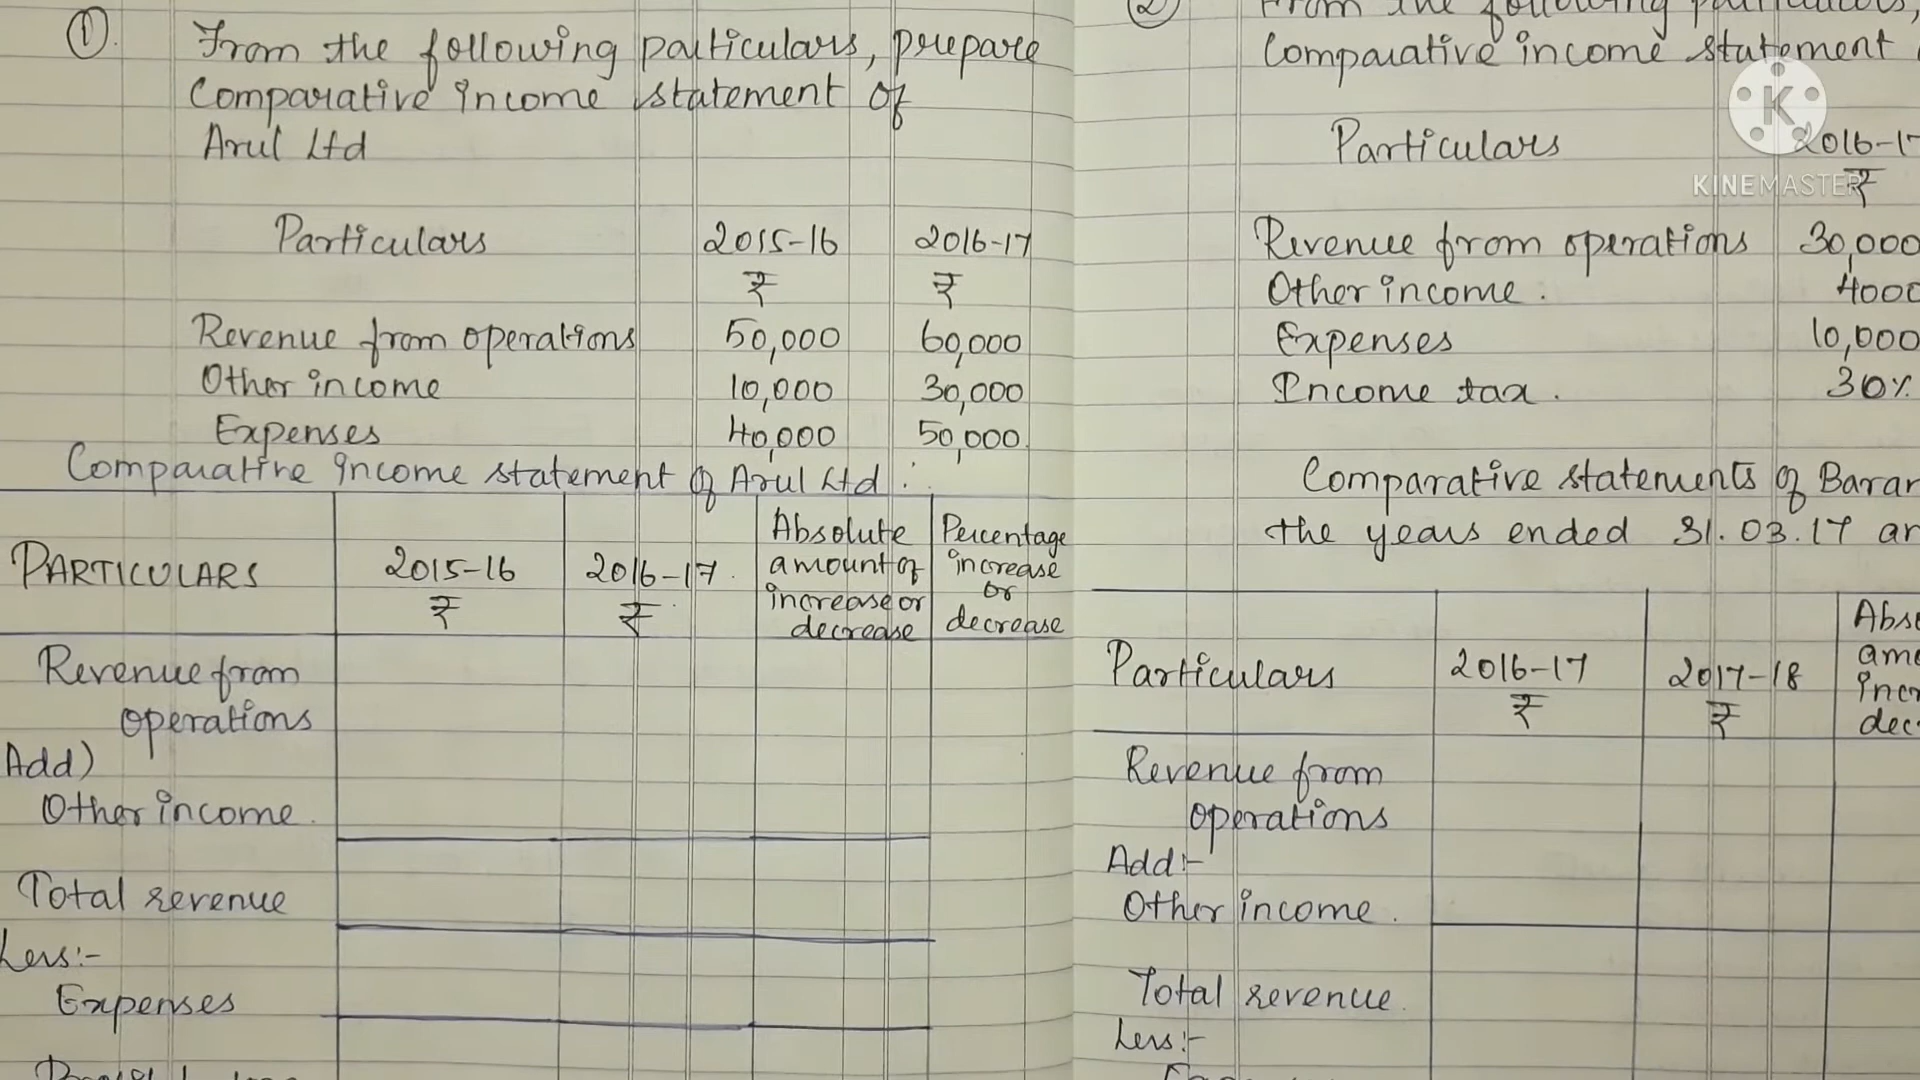 ①.
From the following particulars, prepare
Comparative income statement of
Arul Ltd
Particulars 2015-16 2016-17
₹ ₹
Revenue from operations 50,000 60,000
Other income 10,000 30,000
Expenses 40,000 50,000
Comparative income statement of Arul Ltd.
PARTICULARS 2015-16 2016-17. Absolute amount of increase or decrease Percentage increase or decrease
₹ ₹
Revenue from
operations
Add)
Other income.
Total revenue
Less:-
Expenses
②
From the following particulars,
Comparative income statement
KINEMASTER
Particulars 2016-17
₹
Revenue from operations 30,000
Other income. 4000
Expenses 10,000
Income tax. 30%
Comparative statements of
the years ended 31.03.17
Particulars 2016-17 2017-18
₹ ₹
Revenue from
operations
Add:-
Other income.
Total revenue.
Less:-